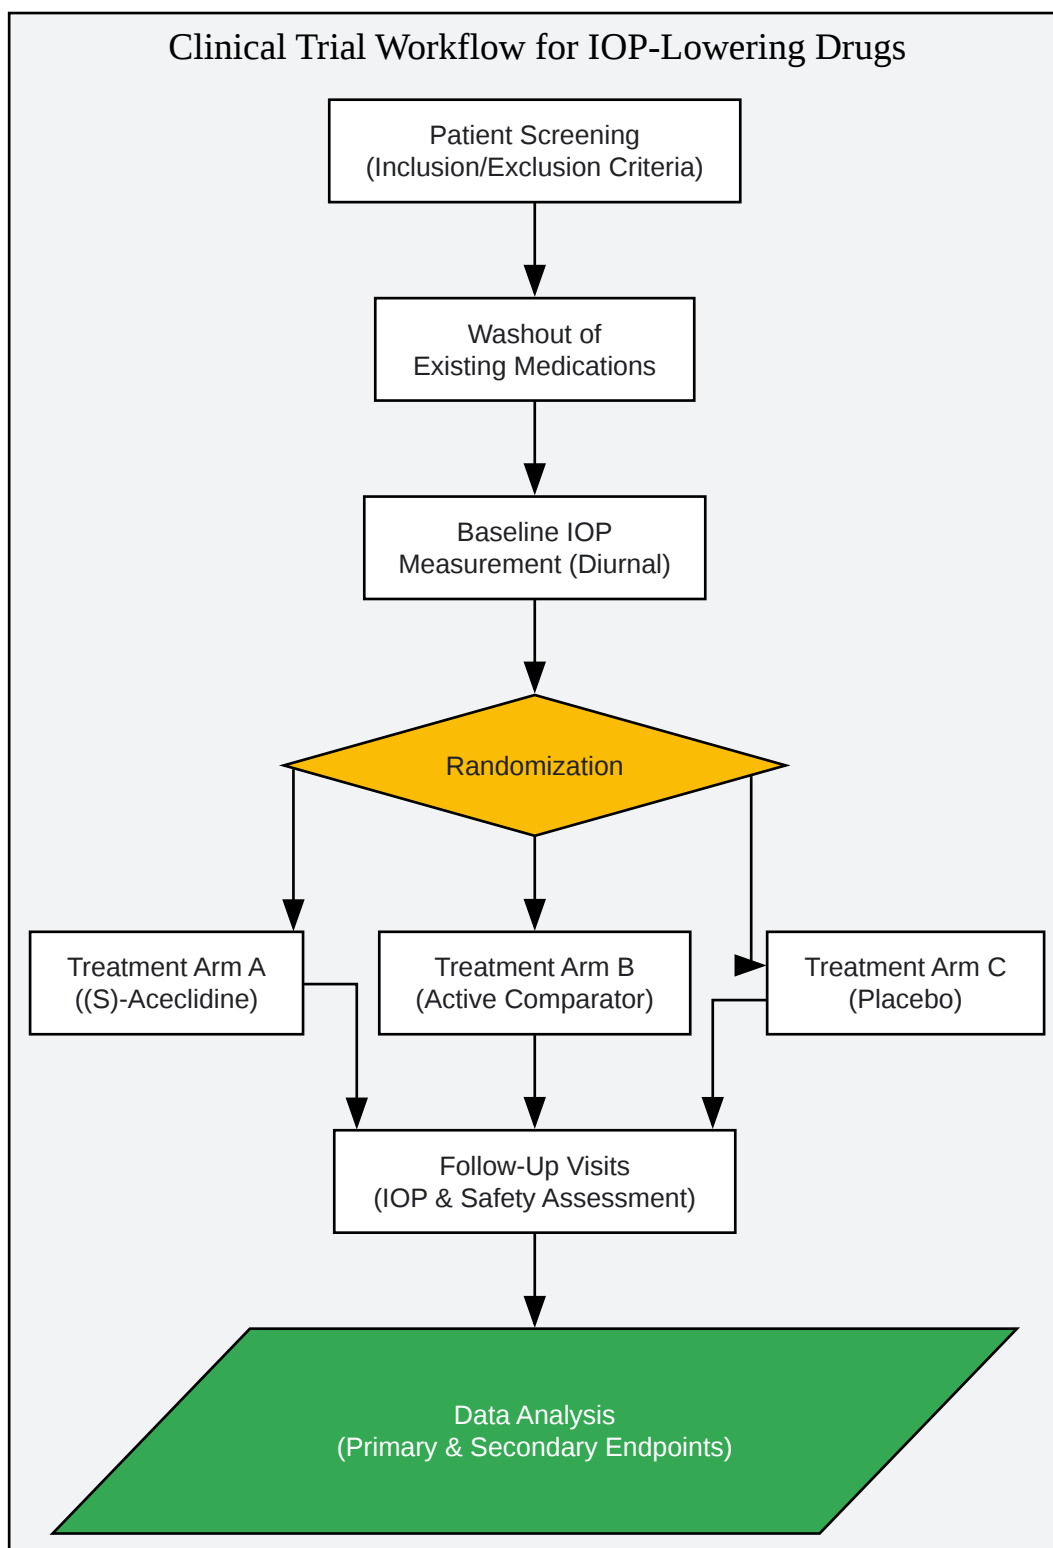 Clinical Trial Workflow for IOP-Lowering Drugs
Patient Screening
(Inclusion/Exclusion Criteria)
Washout of
Existing Medications
Baseline IOP
Measurement (Diurnal)
Randomization
Treatment Arm A
((S)-Aceclidine)
Treatment Arm B
(Active Comparator)
Treatment Arm C
(Placebo)
Follow-Up Visits
(IOP & Safety Assessment)
Data Analysis
(Primary & Secondary Endpoints)